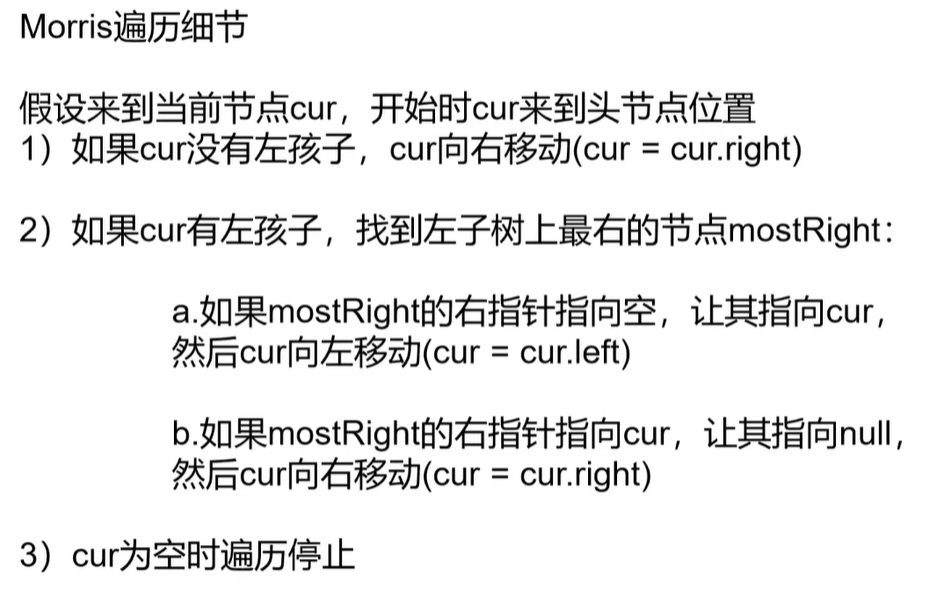 Morris遍历细节
假设来到当前节点cur，开始时cur来到头节点位置
1）如果cur没有左孩子，cur向右移动(cur = cur.right)
2）如果cur有左孩子，找到左子树上最右的节点mostRight：
a.如果mostRight的右指针指向空，让其指向cur，
然后cur向左移动(cur = cur.left)
b.如果mostRight的右指针指向cur，让其指向null，
然后cur向右移动(cur = cur.right)
3）cur为空时遍历停止